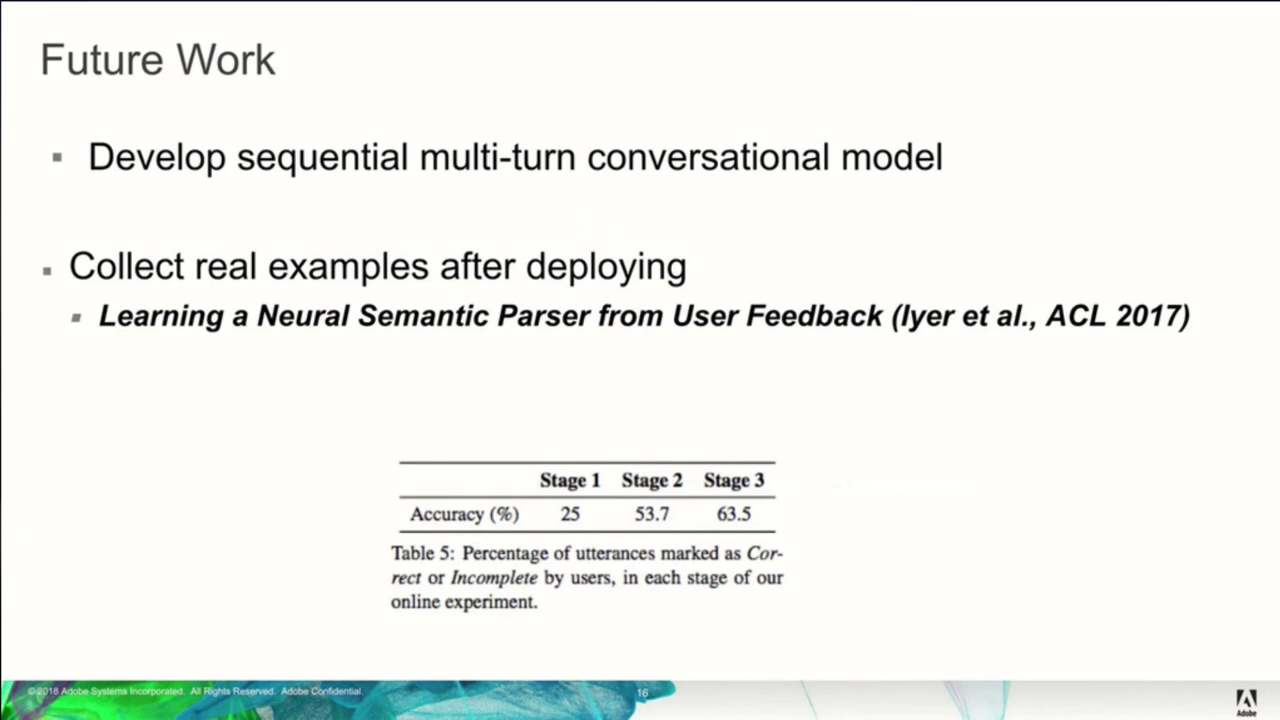 Future Work
Develop sequential multi-turn conversational model
Collect real examples after deploying
Learning a Neural Semantic Parser from User Feedback (Iyer et al., ACL 2017)
Stage 1 Stage 2 Stage 3
Accuracy (%) 25 53.7 63.5
Table 5: Percentage of utterances marked as Cor-
rect or Incomplete by users, in each stage of our
online experiment.
©2018 Adobe Systems Incorporated. All Rights Reserved. Adobe Confidential.
16
Adobe